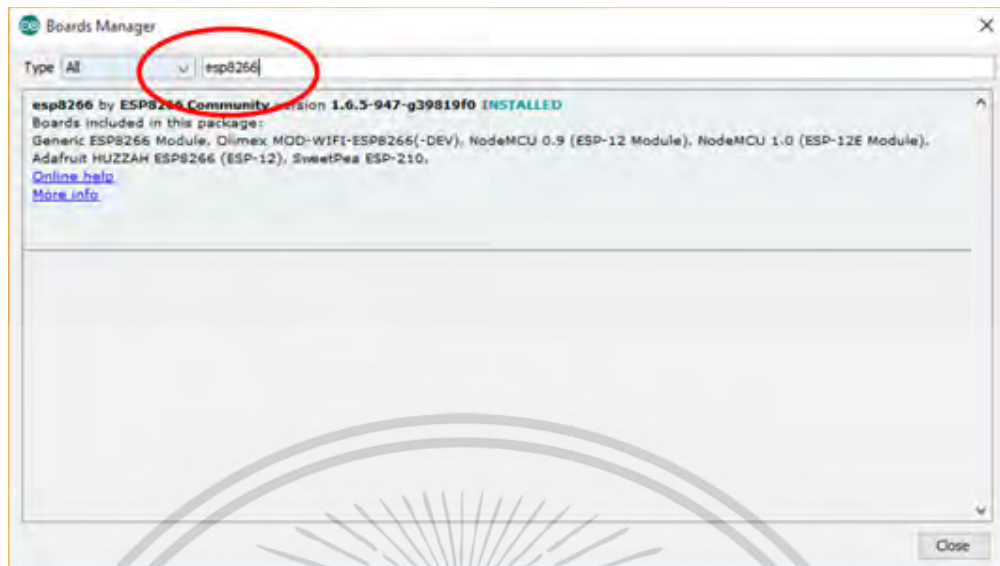 Boards Manager
Type All esp8266
esp8266 by ESP8266 Community version 1.6.5-947-g39819f0 INSTALLED
Boards included in this package:
Generic ESP8266 Module, Olimex MOD-WIFI-ESP8266(-DEV), NodeMCU 0.9 (ESP-12 Module), NodeMCU 1.0 (ESP-12E Module),
Adafruit HUZZAH ESP8266 (ESP-12), SweetPea ESP-210.
Online help
More info
Close